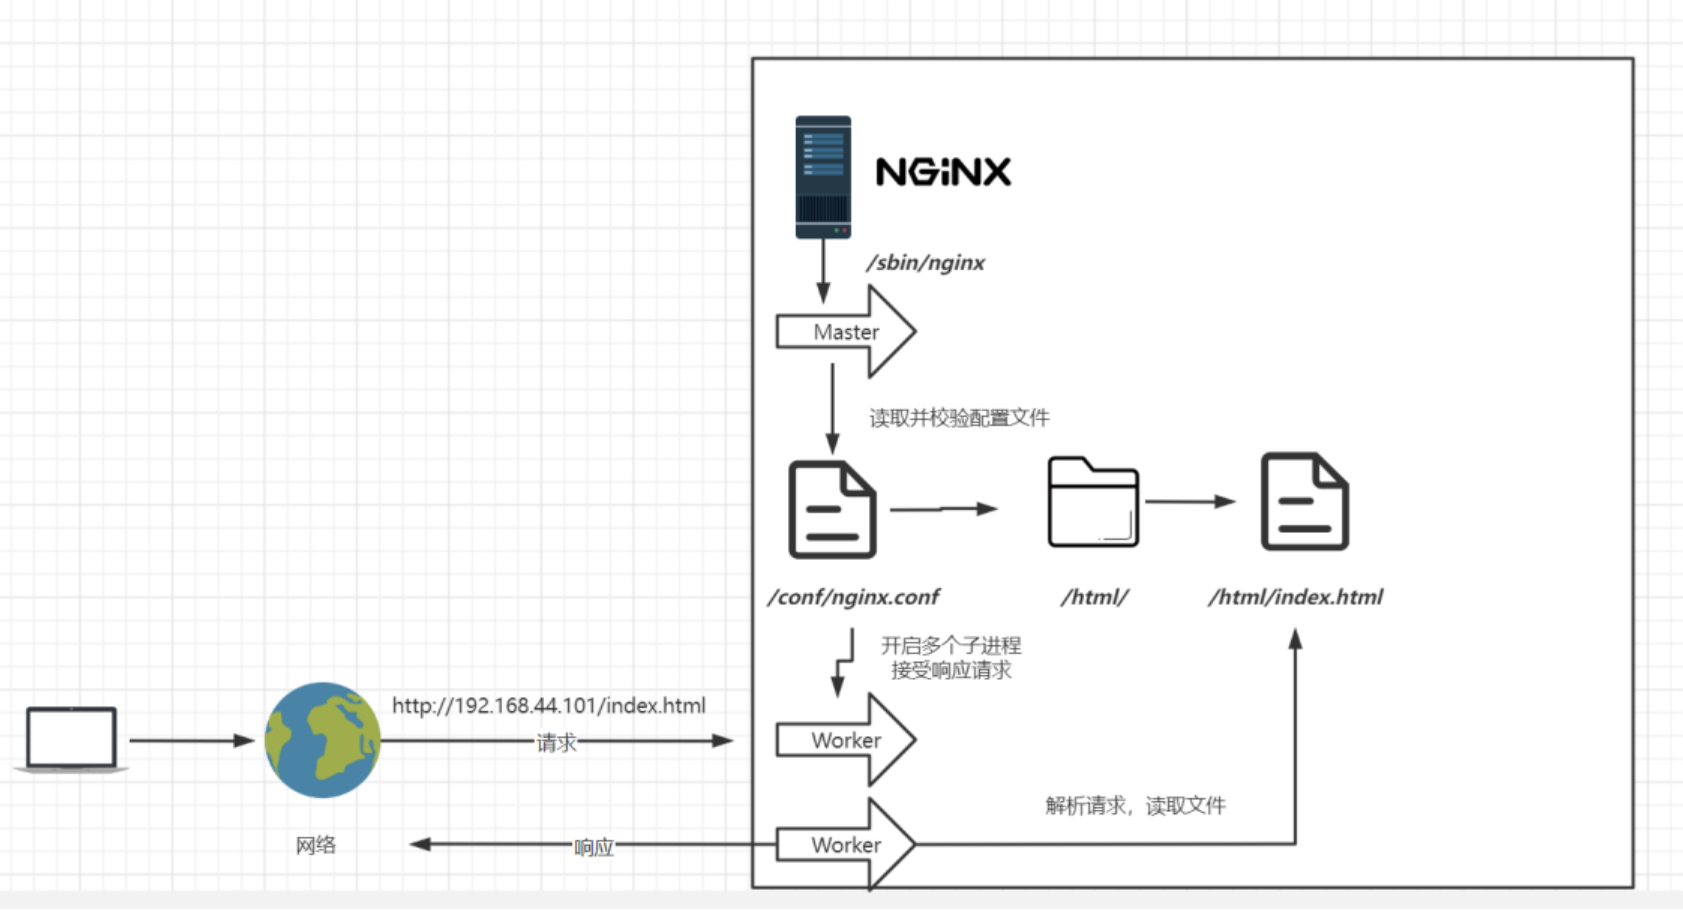 NGiNX
/sbin/nginx
Master
读取并校验配置文件
/conf/nginx.conf
/html/
/html/index.html
开启多个子进程
接受响应请求
http://192.168.44.101/index.html
请求
Worker
解析请求，读取文件
网络
响应
Worker